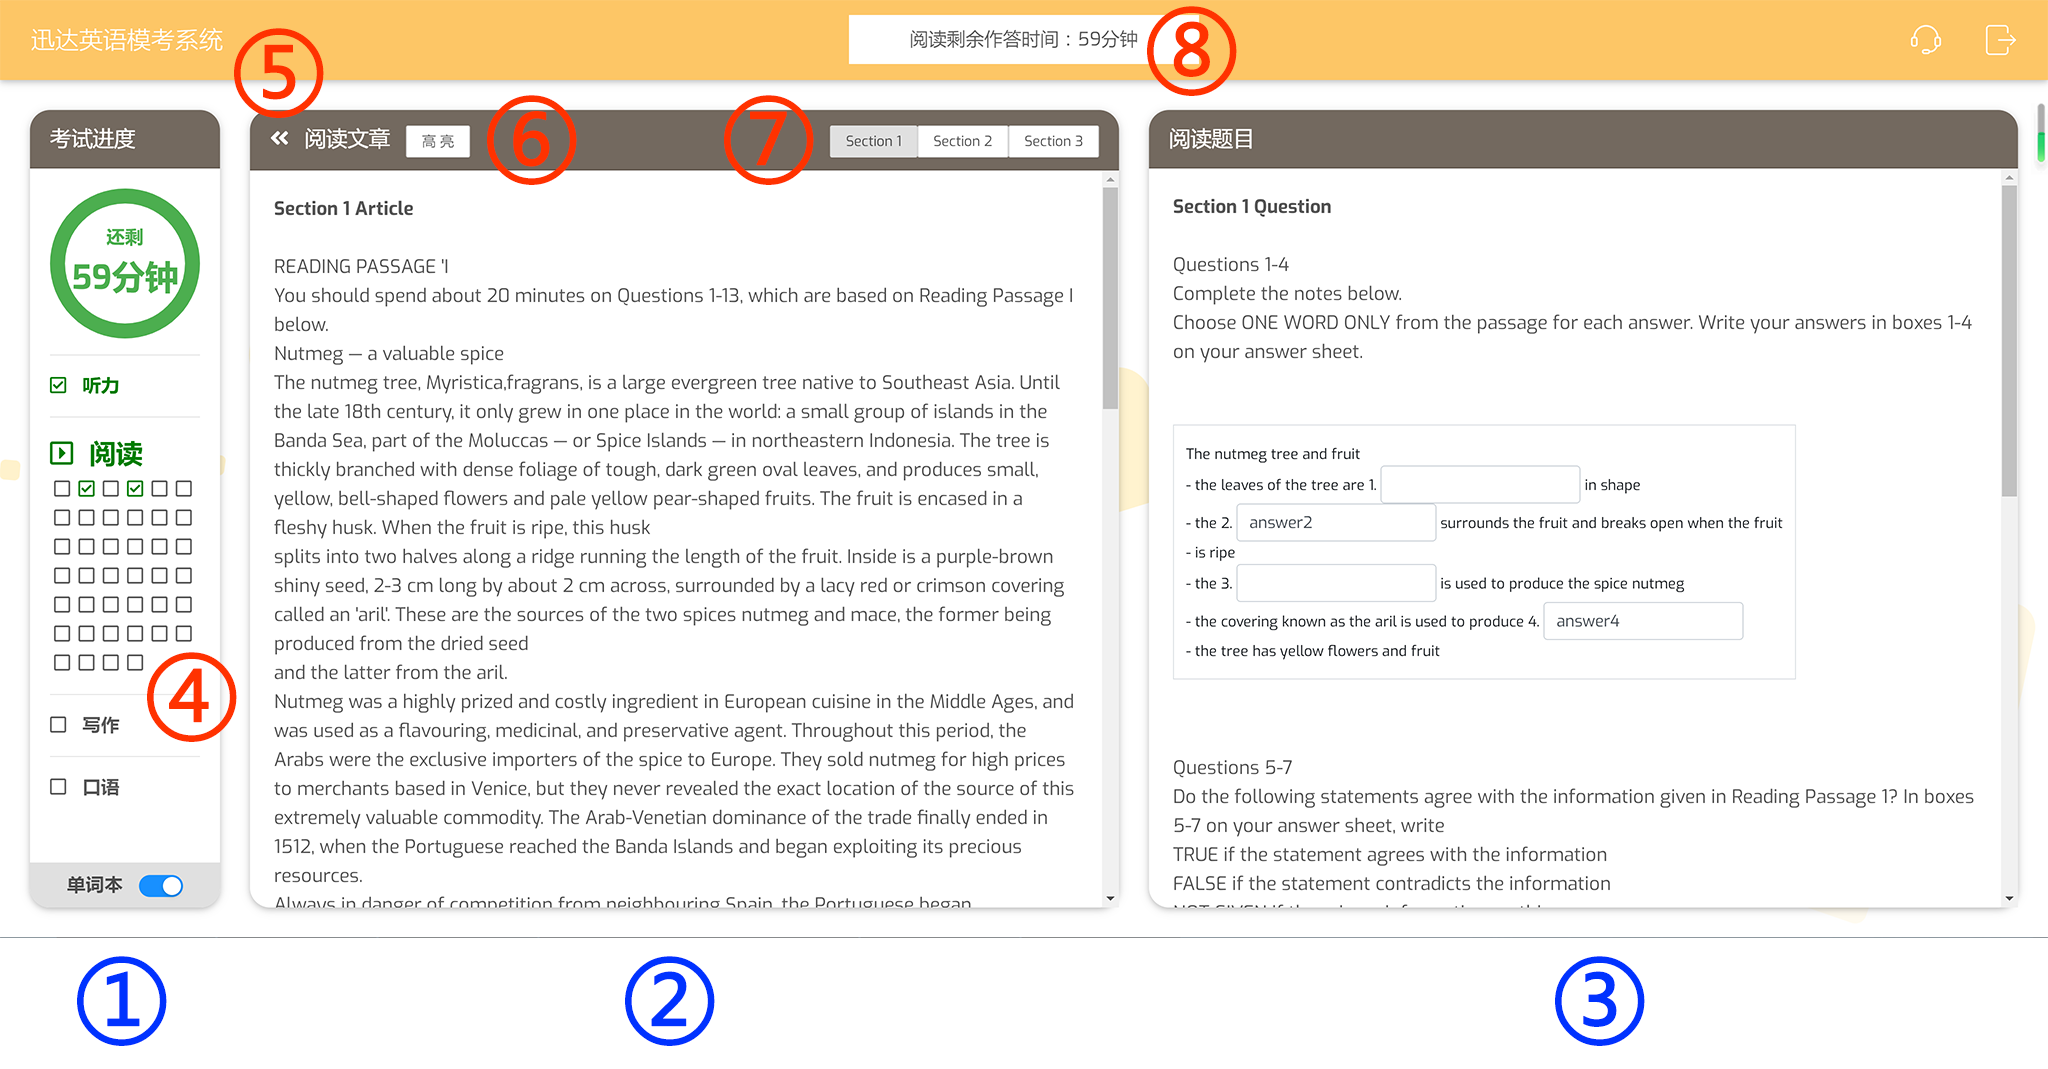 迅达英语模考系统
⑤
阅读剩余作答时间：59分钟
⑧
考试进度
还剩
59分钟
听力
阅读
④
写作
口语
单词本
阅读文章
高 亮
⑥
⑦
Section 1
Section 2
Section 3
Section 1 Article
READING PASSAGE 'I
You should spend about 20 minutes on Questions 1-13, which are based on Reading Passage I
below.
Nutmeg — a valuable spice
The nutmeg tree, Myristica,fragrans, is a large evergreen tree native to Southeast Asia. Until
the late 18th century, it only grew in one place in the world: a small group of islands in the
Banda Sea, part of the Moluccas — or Spice Islands — in northeastern Indonesia. The tree is
thickly branched with dense foliage of tough, dark green oval leaves, and produces small,
yellow, bell-shaped flowers and pale yellow pear-shaped fruits. The fruit is encased in a
fleshy husk. When the fruit is ripe, this husk
splits into two halves along a ridge running the length of the fruit. Inside is a purple-brown
shiny seed, 2-3 cm long by about 2 cm across, surrounded by a lacy red or crimson covering
called an 'aril'. These are the sources of the two spices nutmeg and mace, the former being
produced from the dried seed
and the latter from the aril.
Nutmeg was a highly prized and costly ingredient in European cuisine in the Middle Ages, and
was used as a flavouring, medicinal, and preservative agent. Throughout this period, the
Arabs were the exclusive importers of the spice to Europe. They sold nutmeg for high prices
to merchants based in Venice, but they never revealed the exact location of the source of this
extremely valuable commodity. The Arab-Venetian dominance of the trade finally ended in
1512, when the Portuguese reached the Banda Islands and began exploiting its precious
resources.
Always in danger of competition from neighbouring Spain, the Portuguese began
阅读题目
Section 1 Question
Questions 1-4
Complete the notes below.
Choose ONE WORD ONLY from the passage for each answer. Write your answers in boxes 1-4
on your answer sheet.
The nutmeg tree and fruit
- the leaves of the tree are 1. in shape
- the 2. answer2 surrounds the fruit and breaks open when the fruit
- is ripe
- the 3. is used to produce the spice nutmeg
- the covering known as the aril is used to produce 4. answer4
- the tree has yellow flowers and fruit
Questions 5-7
Do the following statements agree with the information given in Reading Passage 1? In boxes
5-7 on your answer sheet, write
TRUE if the statement agrees with the information
FALSE if the statement contradicts the information
NOT GIVEN if
①
②
③